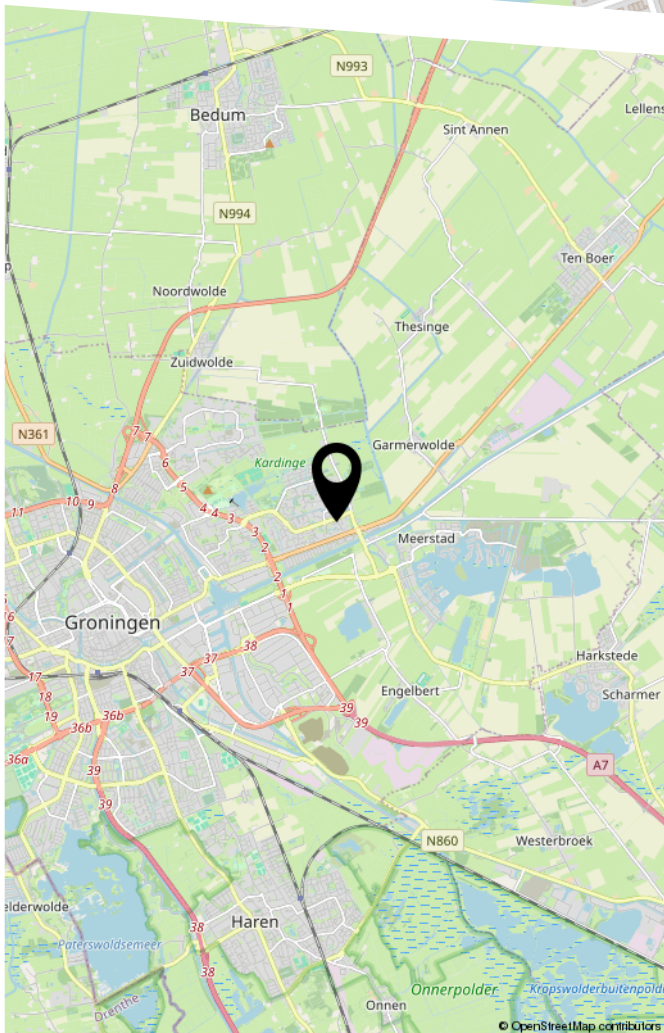 N993
Lellens
Bedum
Sint Annen
N994
Ten Boer
Noordwolde
Thesinge
Zuidwolde
N361
7
7
Garmerwolde
6
Kardinge
5
8
11
10
9
4
4
3
3
Meerstad
2
2
1
1
Groningen
16
38
37
37
17
Harkstede
18
Engelbert
Scharmer
19
39
39
36b
36b
36a
A7
39
39
N860
Westerbroek
elderwolde
Haren
38
Paterswoldsemeer
38
Onnerpolder
Kropswolderbuitenpolde
Drenthe
Onnen
© OpenStreetMap contributors